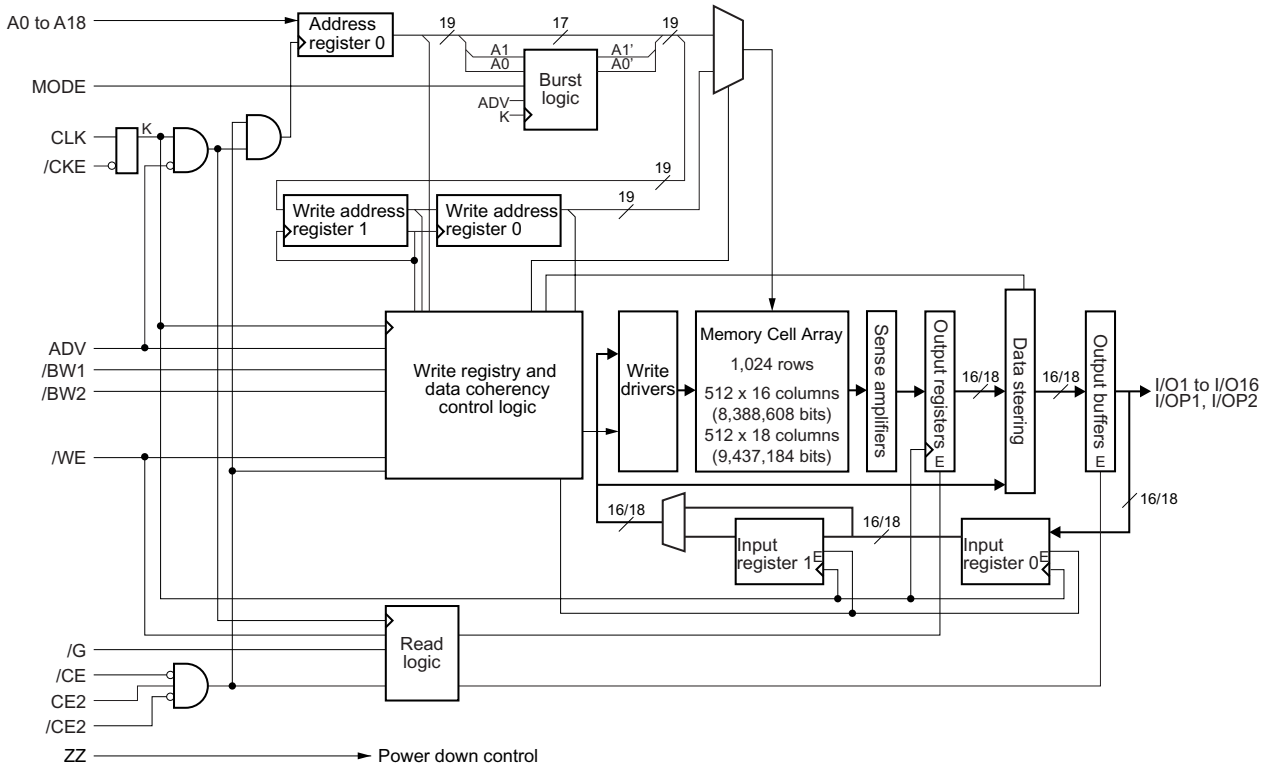 A0 to A18
Address
register 0
19
17
19
A1
A0
A1'
A0'
Burst
logic
MODE
ADV
K
CLK
K
/CKE
19
Write address
register 1
Write address
register 0
19
ADV
/BW1
/BW2
/WE
Write registry and
data coherency
control logic
Write
drivers
Memory Cell Array
1,024 rows
512 x 16 columns
(8,388,608 bits)
512 x 18 columns
(9,437,184 bits)
Sense amplifiers
Output registers
E
16/18
Data steering
16/18
Output buffers
E
I/O1 to I/O16
I/OP1, I/OP2
16/18
16/18
16/18
Input
register 1
E
Input
register 0
E
Read
logic
/G
/CE
CE2
/CE2
ZZ
Power down control